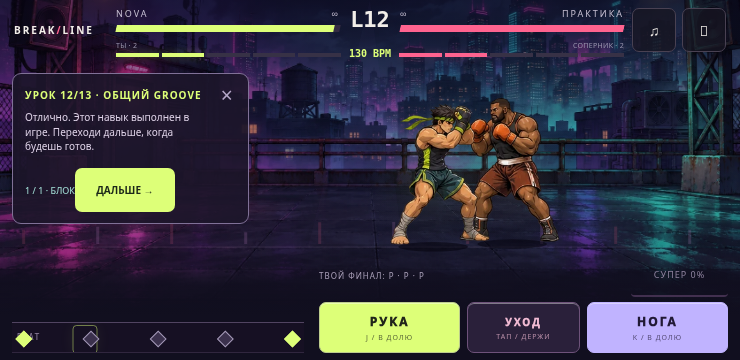 BREAK/LINE
NOVA
∞
L12
∞
ПРАКТИКА
ТЫ · 2
130 BPM
СОПЕРНИК · 2
♫
УРОК 12/13 · ОБЩИЙ GROOVE
✕
Отлично. Этот навык выполнен в
игре. Переходи дальше, когда
будешь готов.
1 / 1 · БЛОК
ДАЛЬШЕ →
ТВОЙ ФИНАЛ: Р · Р · Р
СУПЕР 0%
РУКА
J / В ДОЛЮ
УХОД
ТАП / ДЕРЖИ
НОГА
K / В ДОЛЮ